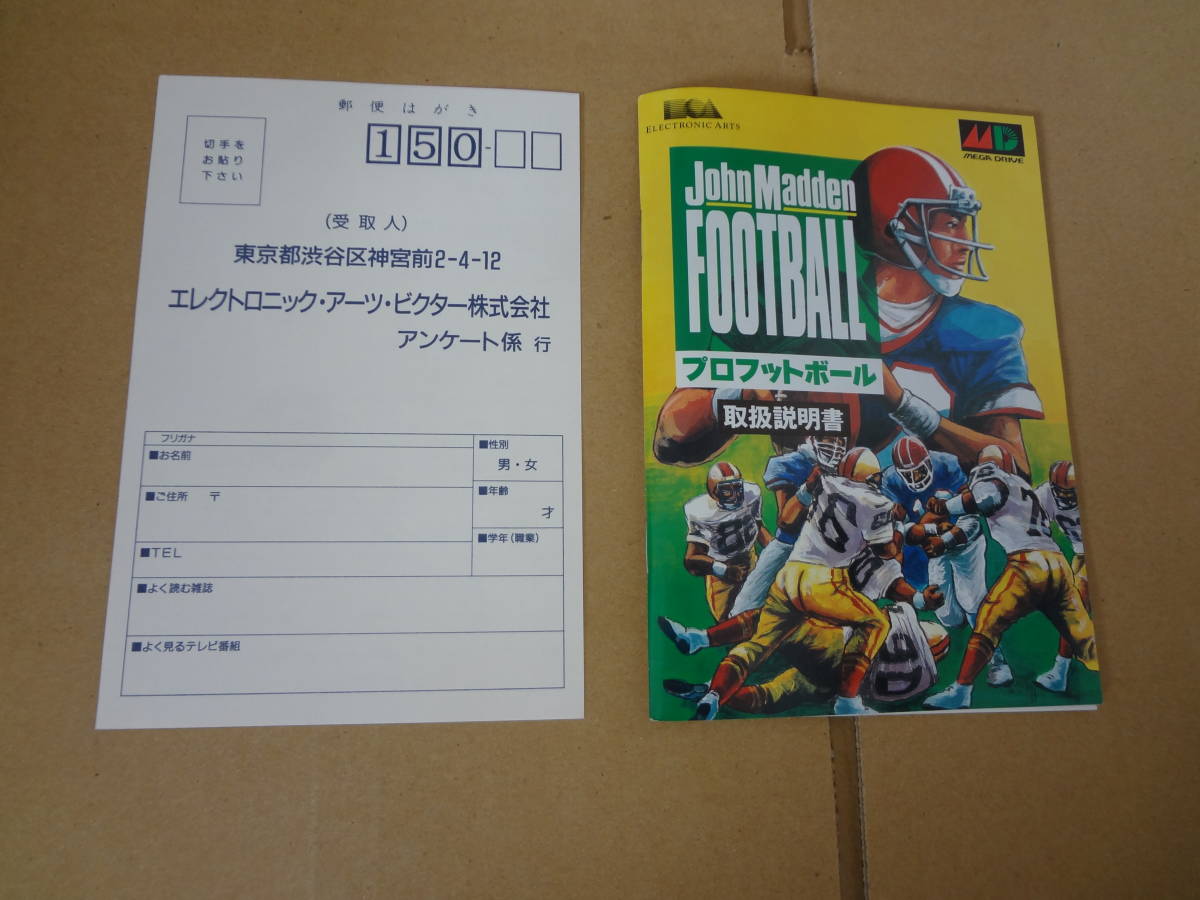 郵便はがき
150-
切手を
お貼り
下さい
(受取人)
東京都渋谷区神宮前2-4-12
エレクトロニック・アーツ・ビクター株式会社
アンケート係 行
フリガナ
■お名前
■性別
男・女
■ご住所 〒
■年齢
才
■TEL
■学年(職業)
■よく読む雑誌
■よく見るテレビ番組
ELECTRONIC ARTS
MD
MEGA DRIVE
John Madden
FOOTBALL
プロフットボール
取扱説明書